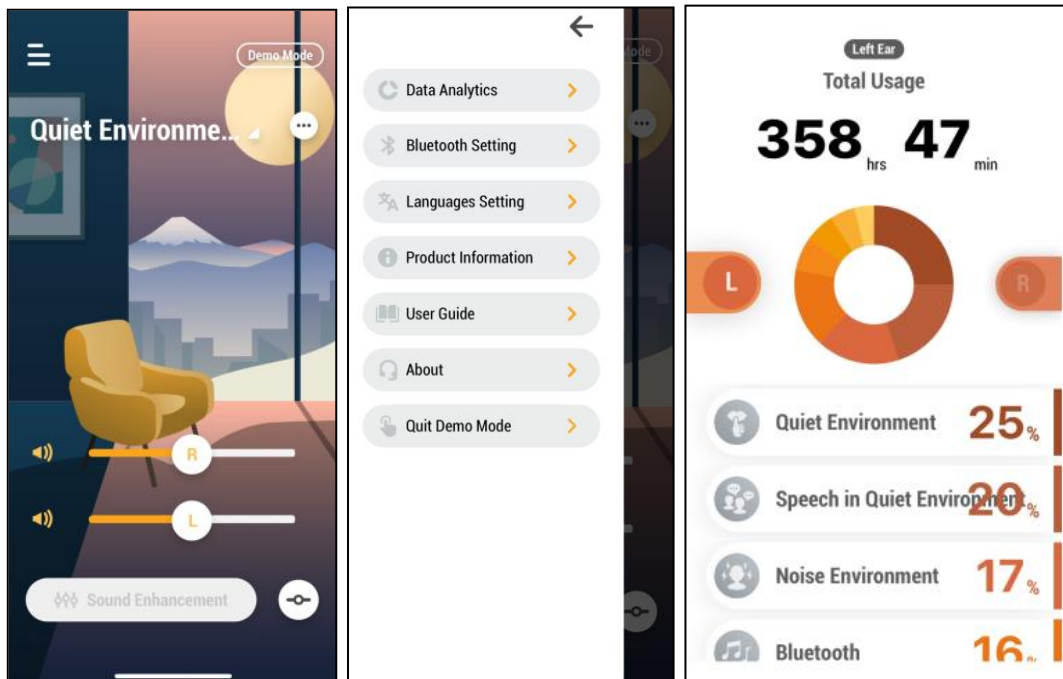 Demo Mode
Quiet Environme...
R
L
Sound Enhancement
Data Analytics
Bluetooth Setting
Languages Setting
Product Information
User Guide
About
Quit Demo Mode
Left Ear
Total Usage
358 hrs 47 min
L
R
Quiet Environment 25%
Speech in Quiet Environment 20%
Noise Environment 17%
Bluetooth 16%